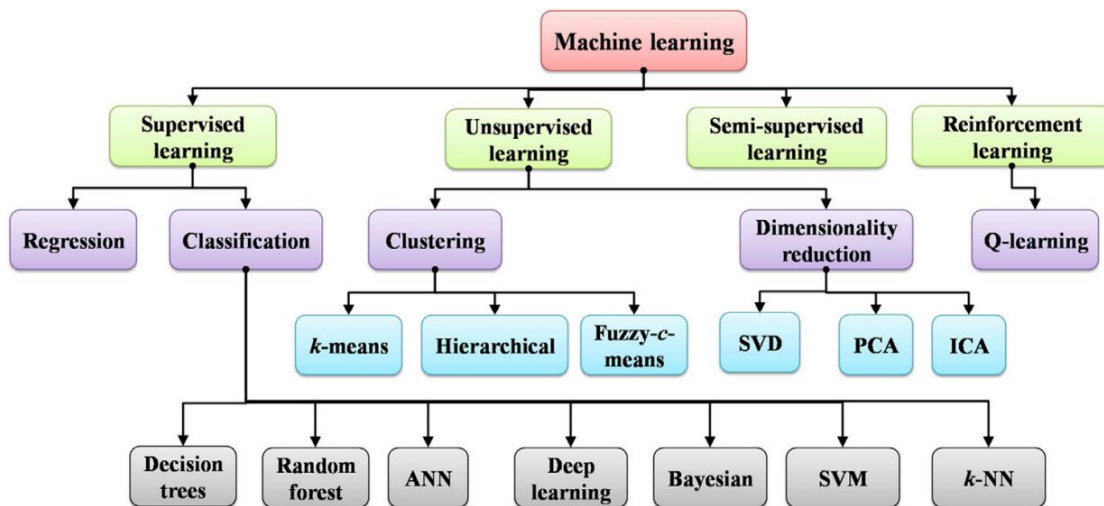 Machine learning
Supervised
learning
Unsupervised
learning
Semi-supervised
learning
Reinforcement
learning
Regression
Classification
Clustering
Dimensionality
reduction
Q-learning
k-means
Hierarchical
Fuzzy-c-
means
SVD
PCA
ICA
Decision
trees
Random
forest
ANN
Deep
learning
Bayesian
SVM
k-NN